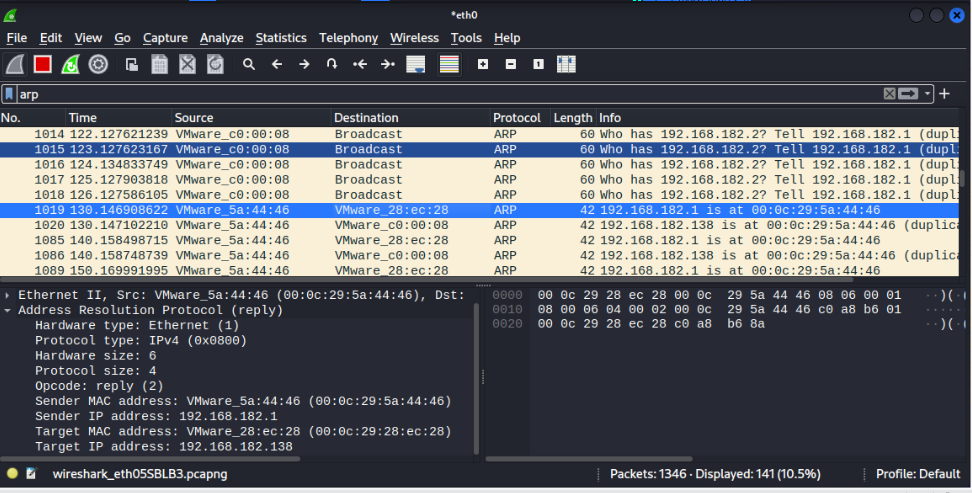 *eth0
File Edit View Go Capture Analyze Statistics Telephony Wireless Tools Help
arp
No. Time Source Destination Protocol Length Info
1014 122.127621239 VMware_c0:00:08 Broadcast ARP 60 Who has 192.168.182.2? Tell 192.168.182.1 (dupl
1015 123.127623167 VMware_c0:00:08 Broadcast ARP 60 Who has 192.168.182.2? Tell 192.168.182.1 (dupl
1016 124.134833749 VMware_c0:00:08 Broadcast ARP 60 Who has 192.168.182.2? Tell 192.168.182.1 (dupl
1017 125.127903818 VMware_c0:00:08 Broadcast ARP 60 Who has 192.168.182.2? Tell 192.168.182.1 (dupl
1018 126.127586105 VMware_c0:00:08 Broadcast ARP 60 Who has 192.168.182.2? Tell 192.168.182.1 (dupl
1019 130.146908622 VMware_5a:44:46 VMware_28:ec:28 ARP 42 192.168.182.1 is at 00:0c:29:5a:44:46
1020 130.147102210 VMware_5a:44:46 VMware_c0:00:08 ARP 42 192.168.182.138 is at 00:0c:29:5a:44:46 (duplica
1085 140.158498715 VMware_5a:44:46 VMware_28:ec:28 ARP 42 192.168.182.1 is at 00:0c:29:5a:44:46
1086 140.158748739 VMware_5a:44:46 VMware_c0:00:08 ARP 42 192.168.182.138 is at 00:0c:29:5a:44:46 (duplica
1089 150.169991995 VMware_5a:44:46 VMware_28:ec:28 ARP 42 192.168.182.1 is at 00:0c:29:5a:44:46
Ethernet II, Src: VMware_5a:44:46 (00:0c:29:5a:44:46), Dst:
Address Resolution Protocol (reply)
Hardware type: Ethernet (1)
Protocol type: IPv4 (0x0800)
Hardware size: 6
Protocol size: 4
Opcode: reply (2)
Sender MAC address: VMware_5a:44:46 (00:0c:29:5a:44:46)
Sender IP address: 192.168.182.1
Target MAC address: VMware_28:ec:28 (00:0c:29:28:ec:28)
Target IP address: 192.168.182.138
0000 00 0c 29 28 ec 28 00 0c 29 5a 44 46 08 06 00 01 ··)(·(
0010 08 00 06 04 00 02 00 0c 29 5a 44 46 c0 a8 b6 01 ·····
0020 00 0c 29 28 ec 28 c0 a8 b6 8a ··)(·(
wireshark_eth05SBLB3.pcapng Packets: 1346 · Displayed: 141 (10.5%) Profile: Default